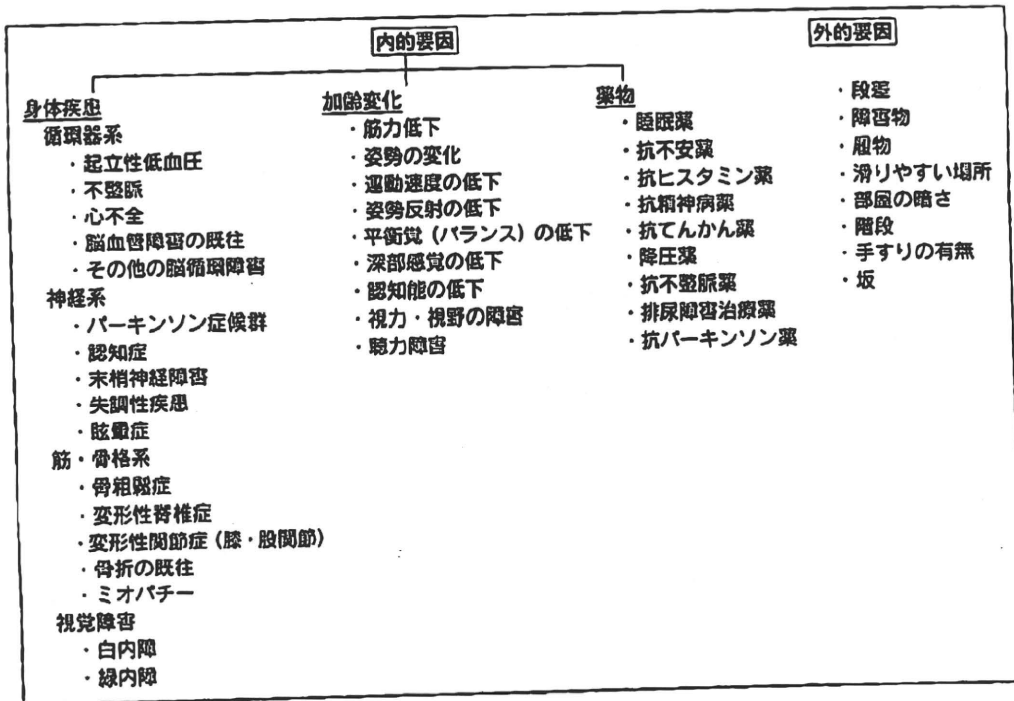 内的要因
外的要因
身体疾患
循環器系
・起立性低血圧
・不整脈
・心不全
・脳血管障害の既往
・その他の脳循環障害
神経系
・パーキンソン症候群
・認知症
・末梢神経障害
・失調性疾患
・眩暈症
筋・骨格系
・骨粗鬆症
・変形性脊椎症
・変形性関節症（膝・股関節）
・骨折の既往
・ミオパチー
視覚障害
・白内障
・緑内障
加齢変化
・筋力低下
・姿勢の変化
・運動速度の低下
・姿勢反射の低下
・平衡覚（バランス）の低下
・深部感覚の低下
・認知能の低下
・視力・視野の障害
・聴力障害
薬物
・睡眠薬
・抗不安薬
・抗ヒスタミン薬
・抗精神病薬
・抗てんかん薬
・降圧薬
・抗不整脈薬
・排尿障害治療薬
・抗パーキンソン薬
・段差
・障害物
・履物
・滑りやすい場所
・部屋の暗さ
・階段
・手すりの有無
・坂